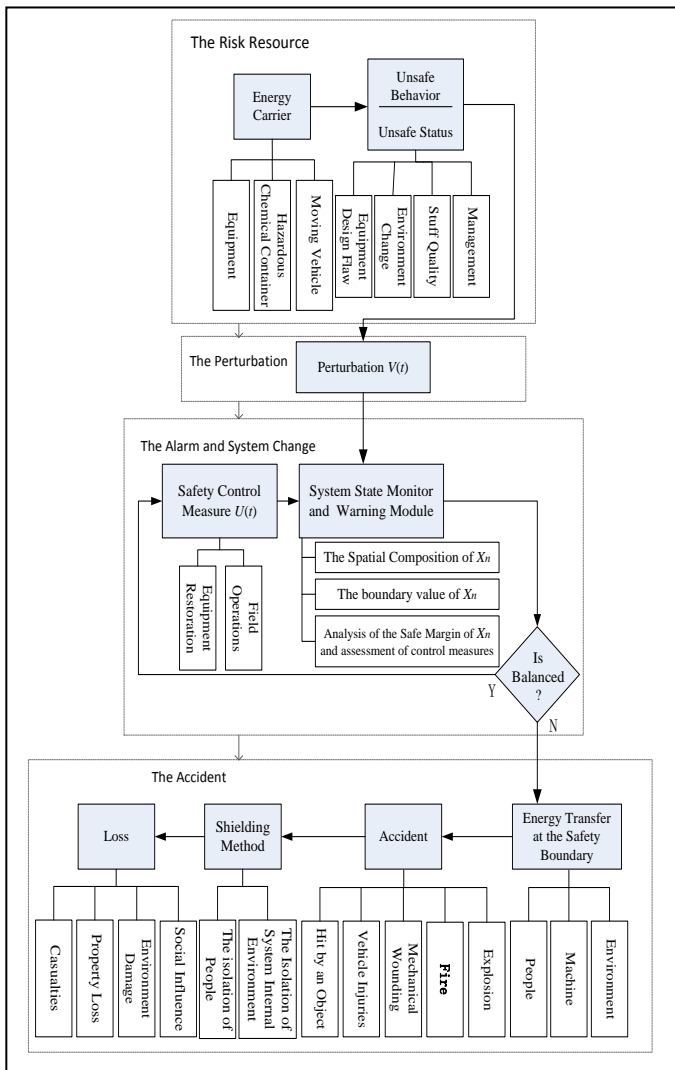 The Risk Resource
Energy
Carrier
Unsafe
Behavior
Unsafe Status
Equipment
Hazardous
Chemical Container
Moving Vehicle
Equipment
Design Flaw
Environment
Change
Stuff Quality
Management
The Perturbation
Perturbation V(t)
The Alarm and System Change
Safety Control
Measure U(t)
System State Monitor
and Warning Module
Equipment
Restoration
Field
Operations
The Spatial Composition of Xn
The boundary value of Xn
Analysis of the Safe Margin of Xn
and assessment of control measures
Is
Balanced
?
Y
N
The Accident
Loss
Shielding
Method
Accident
Energy Transfer
at the Safety
Boundary
Casualties
Property Loss
Environment
Damage
Social Influence
The isolation of
People
The Isolation of
System Internal
Environment
Hit by an Object
Vehicle Injuries
Mechanical
Wounding
Fire
Explosion
People
Machine
Environment